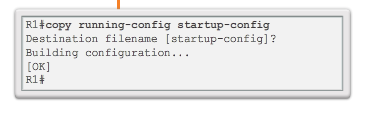 R1#copy running-config startup-config
Destination filename [startup-config]?
Building configuration...
[OK]
R1#